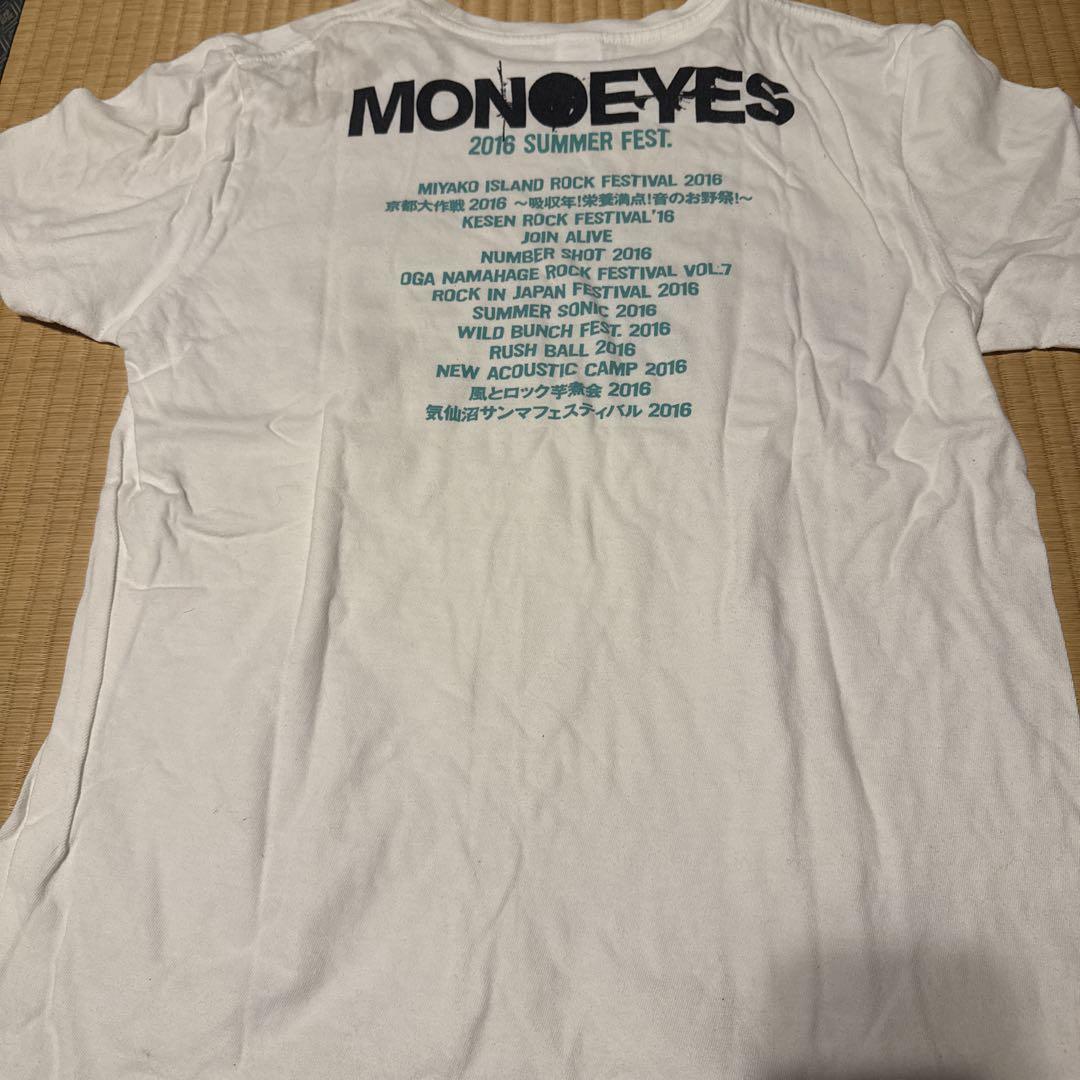 MONOEYES
2016 SUMMER FEST.
MIYAKO ISLAND ROCK FESTIVAL 2016
京都大作戦 2016 ～吸収年!栄養満点!音のお野祭!～
KESEN ROCK FESTIVAL'16
JOIN ALIVE
NUMBER SHOT 2016
OGA NAMAHAGE ROCK FESTIVAL VOL.7
ROCK IN JAPAN FESTIVAL 2016
SUMMER SONIC 2016
WILD BUNCH FEST. 2016
RUSH BALL 2016
NEW ACOUSTIC CAMP 2016
風とロック芋煮会 2016
気仙沼サンマフェスティバル 2016